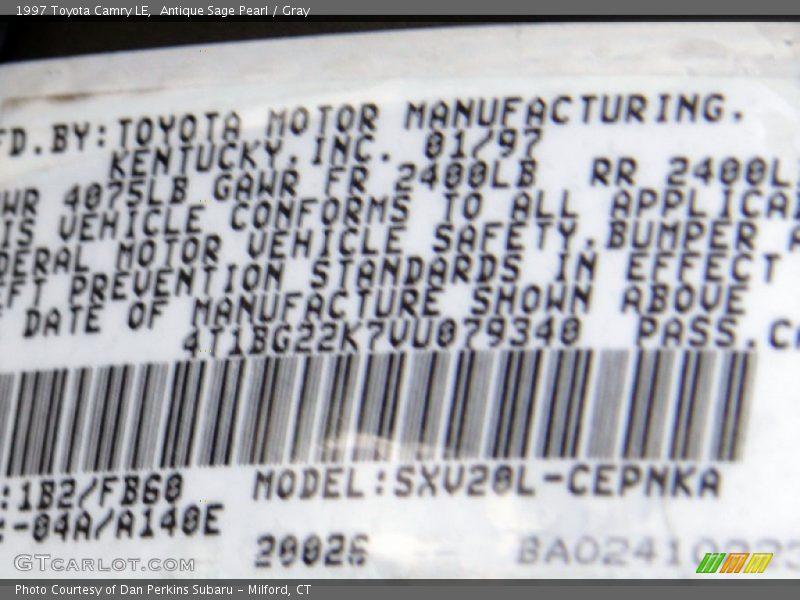 1997 Toyota Camry LE,  Antique Sage Pearl / Gray
FD.BY:TOYOTA MOTOR MANUFACTURING.
KENTUCKY.INC. 01/97
WR 4075LB GAWR FR 2400LB RR 2400L
IS VEHICLE CONFORMS TO ALL APPLICA
DERAL MOTOR VEHICLE SAFETY.BUMPER A
EFT PREVENTION STANDARDS IN EFFECT
E DATE OF MANUFACTURE SHOWN ABOVE
4T1BG22K7VU079340 PASS.CA
:1B2/FB60 MODEL:SXV20L-CEPNKA
:-04A/A140E
20026 BA0241
GTCARLOT.COM
Photo Courtesy of Dan Perkins Subaru - Milford, CT